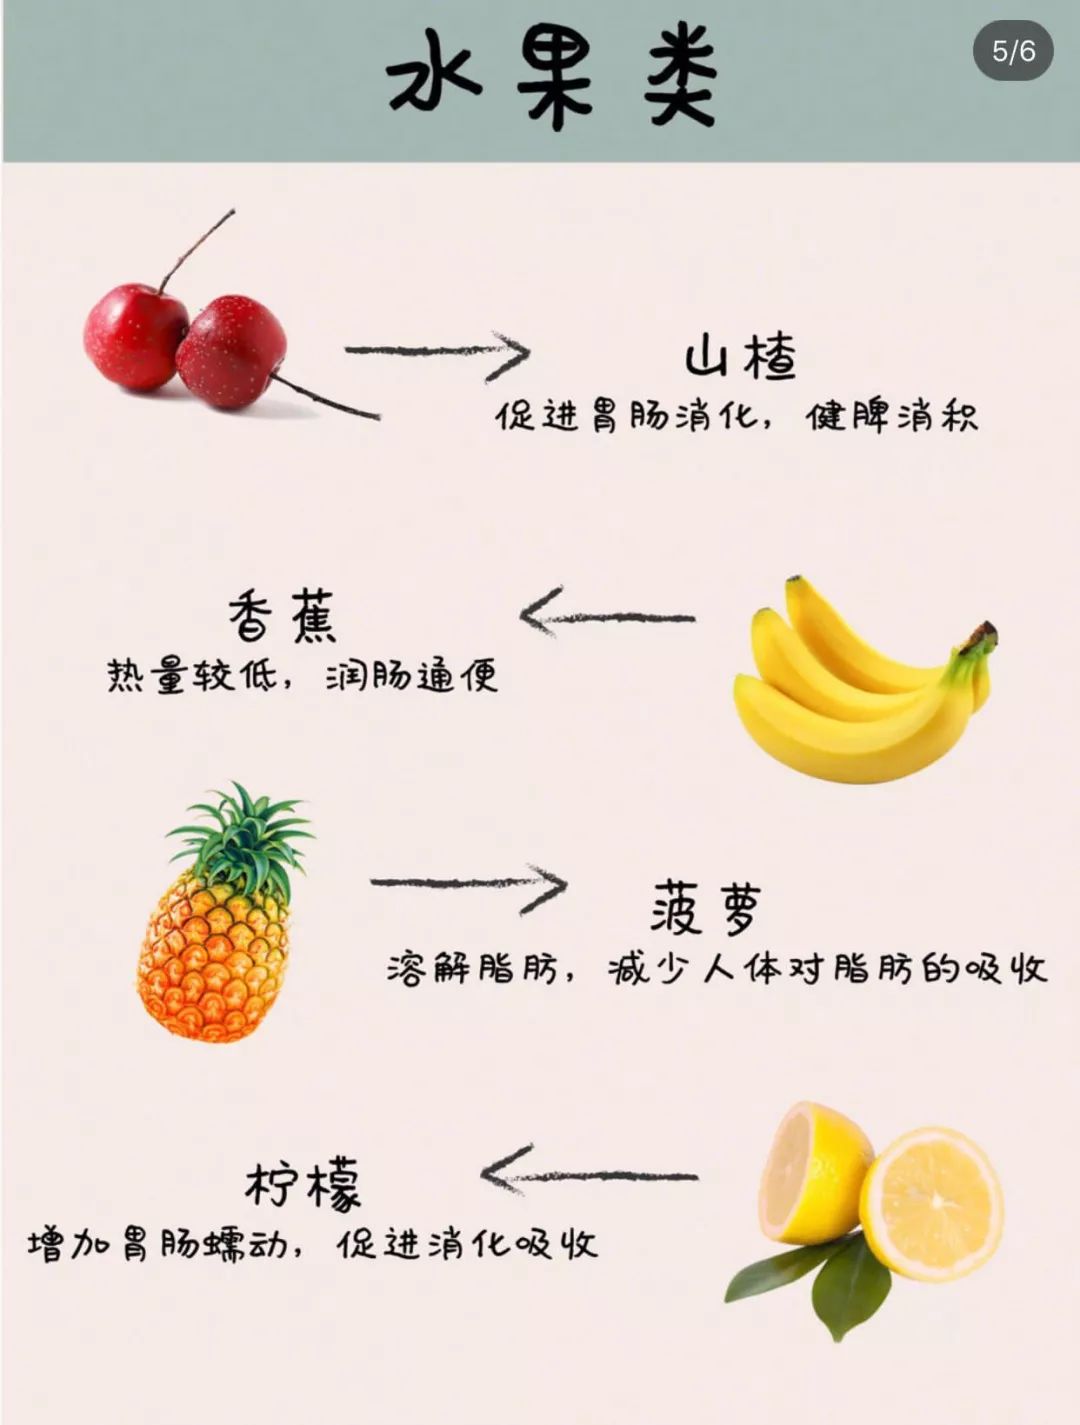 水果类
5/6
山楂
促进胃肠消化，健脾消积
香蕉
热量较低，润肠通便
菠萝
溶解脂肪，减少人体对脂肪的吸收
柠檬
增加胃肠蠕动，促进消化吸收